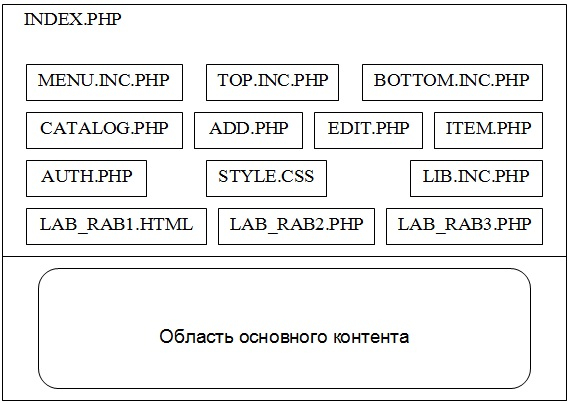 INDEX.PHP
MENU.INC.PHP TOP.INC.PHP BOTTOM.INC.PHP
CATALOG.PHP ADD.PHP EDIT.PHP ITEM.PHP
AUTH.PHP STYLE.CSS LIB.INC.PHP
LAB_RAB1.HTML LAB_RAB2.PHP LAB_RAB3.PHP
Область основного контента